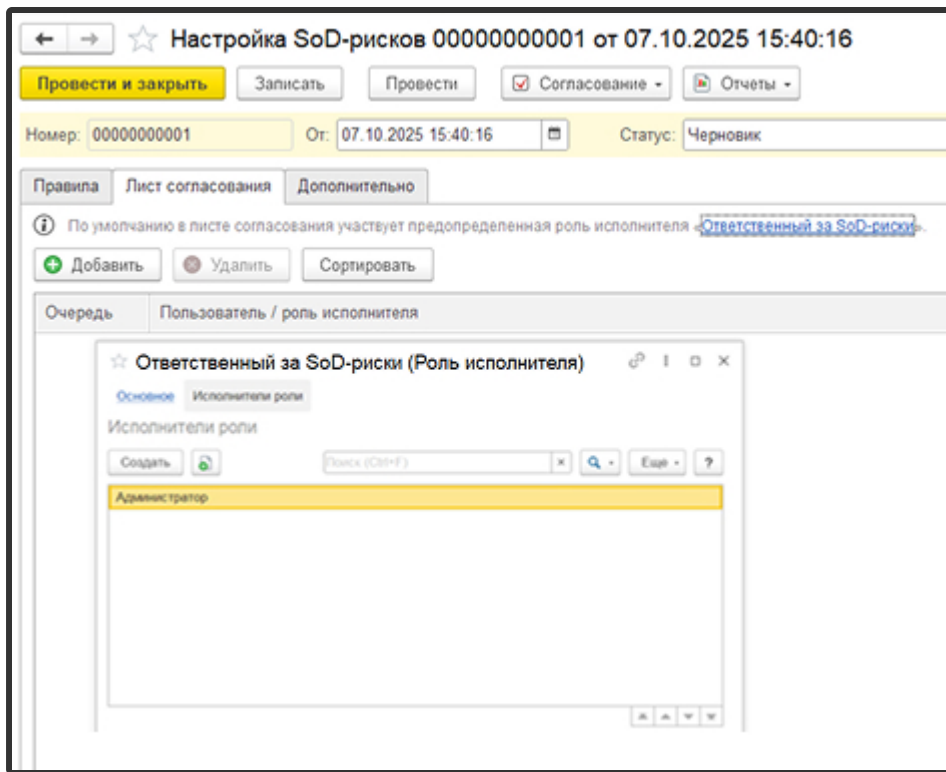 Настройка SoD-рисков 00000000001 от 07.10.2025 15:40:16
Провести и закрыть Записать Провести Согласование Отчеты
Номер: 00000000001 От: 07.10.2025 15:40:16 Статус: Черновик
Правила Лист согласования Дополнительно
По умолчанию в листе согласования участвует предопределенная роль исполнителя «Ответственный за SoD-риски».
Добавить Удалить Сортировать
Очередь Пользователь / роль исполнителя
Ответственный за SoD-риски (Роль исполнителя)
Основное Исполнители роли
Исполнители роли
Создать Поиск (Ctrl+F) × Еще ?
Администратор